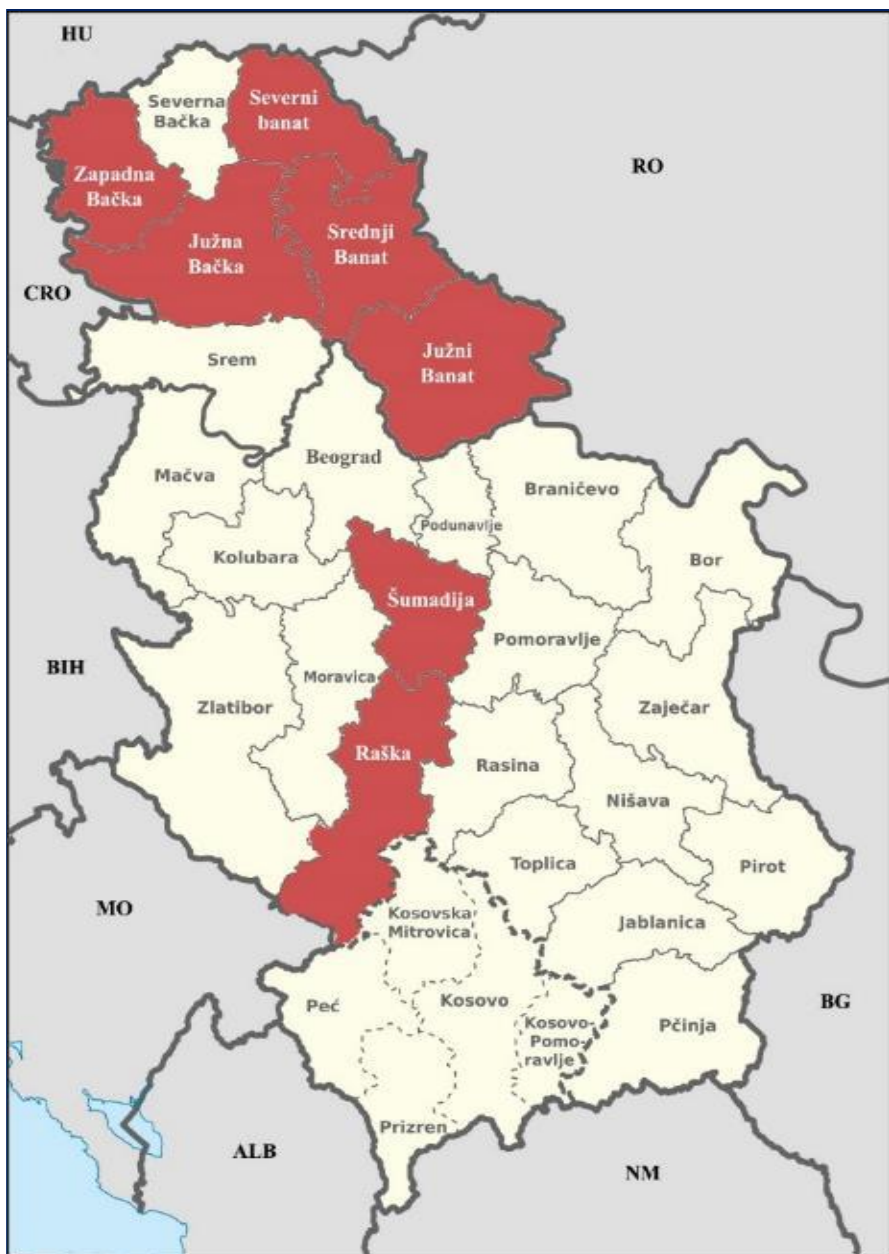 HU
Severna
Bačka
Severni
banat
Zapadna
Bačka
RO
Južna
Bačka
Srednji
Banat
CRO
Srem
Južni
Banat
Beograd
Mačva
Podunavlje
Braničevo
Kolubara
Bor
Šumadija
Pomoravlje
BIH
Moravica
Zlatibor
Zaječar
Raška
Rasina
Nišava
Toplica
Pirot
MO
Kosovska
Mitrovica
Jablanica
Peć
Kosovo
Kosovo-
Pomo-
ravlje
Pčinja
BG
Prizren
ALB
NM